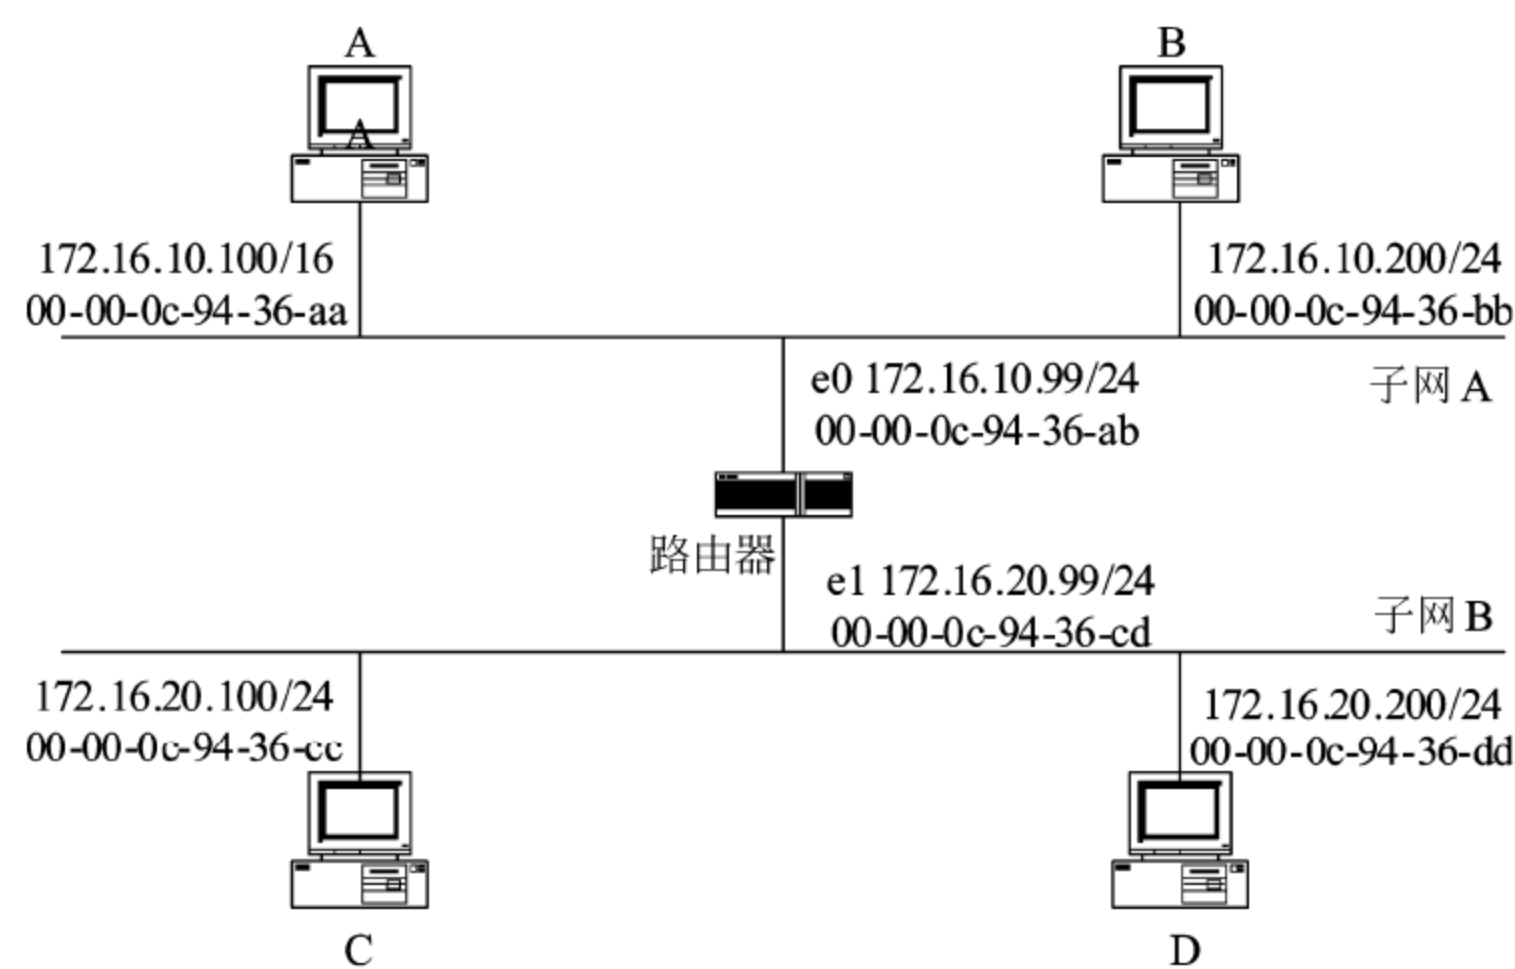 A
B
A
172.16.10.100/16
00-00-0c-94-36-aa
172.16.10.200/24
00-00-0c-94-36-bb
e0 172.16.10.99/24
00-00-0c-94-36-ab
子网 A
路由器
e1 172.16.20.99/24
00-00-0c-94-36-cd
子网 B
172.16.20.100/24
00-00-0c-94-36-cc
172.16.20.200/24
00-00-0c-94-36-dd
C
D